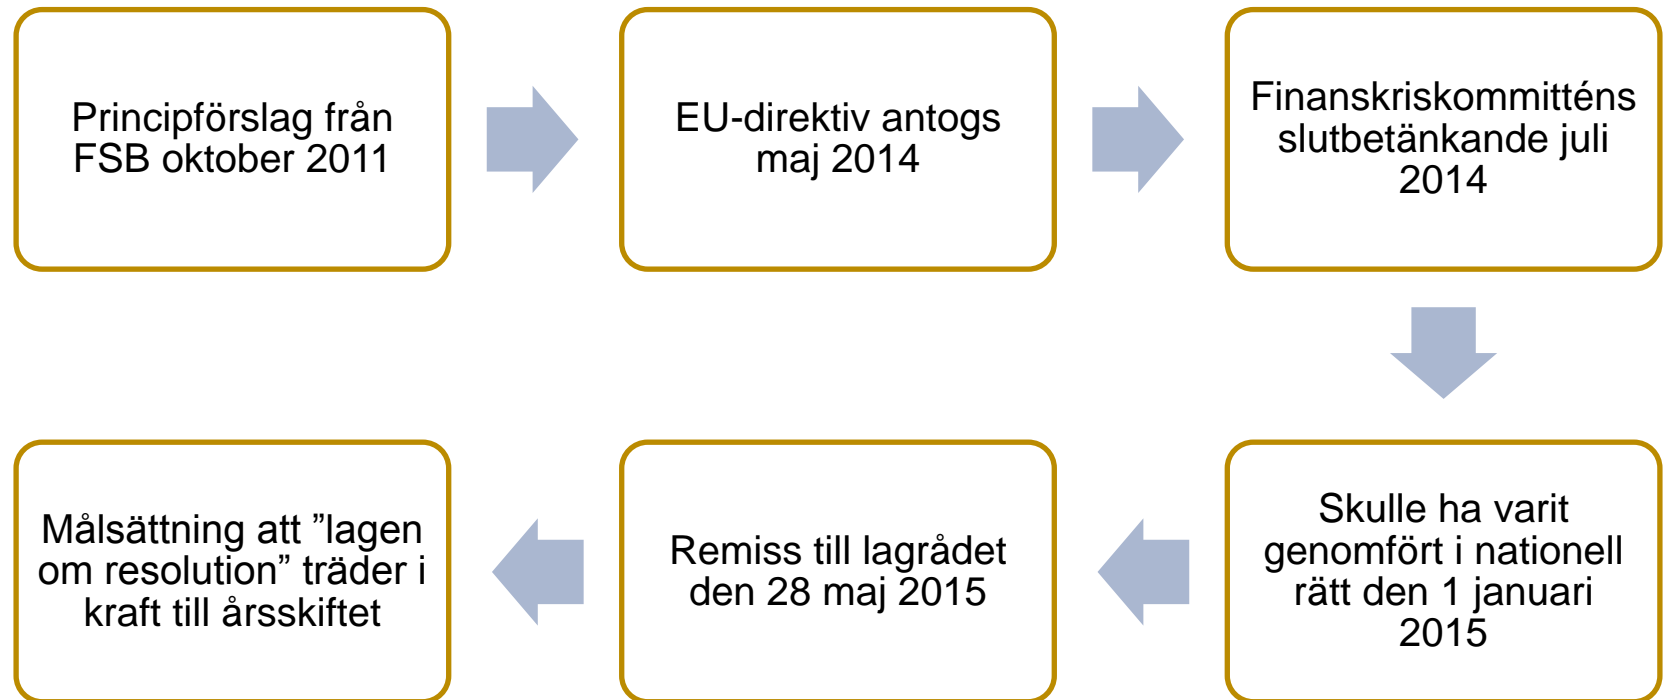 Principförslag från
FSB oktober 2011
EU-direktiv antogs
maj 2014
Finanskriskommitténs
slutbetänkande juli
2014
Skulle ha varit
genomfört i nationell
rätt den 1 januari
2015
Remiss till lagrådet
den 28 maj 2015
Målsättning att ”lagen
om resolution” träder i
kraft till årsskiftet